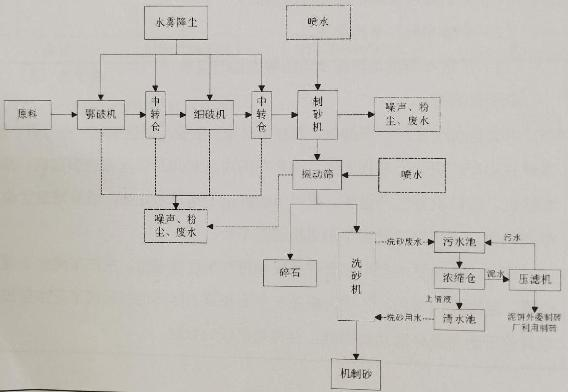 水雾降尘
喷水
原料
鄂破机
中
转
仓
细破机
中
转
仓
制
砂
机
噪声、粉
尘、废水
振动筛
喷水
噪声、粉
尘、废水
碎石
洗
砂
机
洗砂废水
污水池
污水
浓缩仓
泥水
压滤机
上清液
洗砂用水
清水池
泥饼外委制砖
厂利用制砖
机制砂